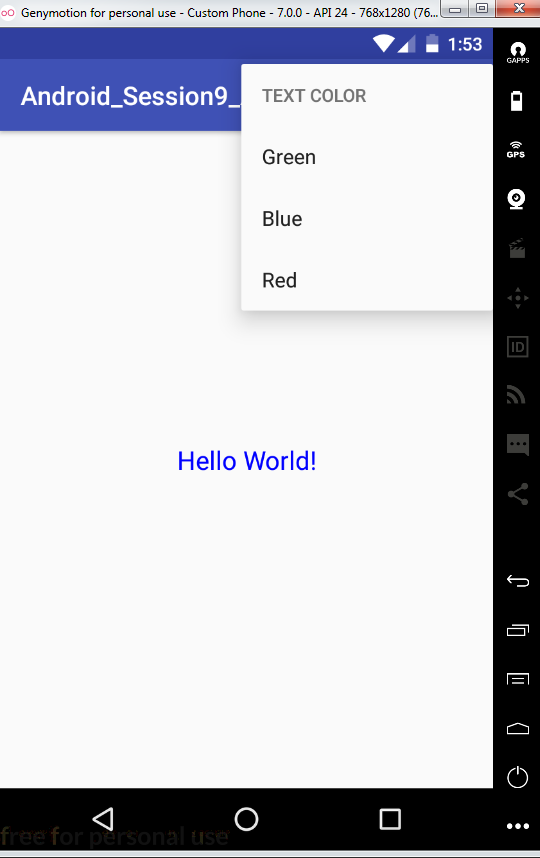 Genymotion for personal use - Custom Phone - 7.0.0 - API 24 - 768x1280 (76...
1:53
Android_Session9_
TEXT COLOR
Green
Blue
Red
Hello World!
GAPPS
GPS
ID
free for personal use